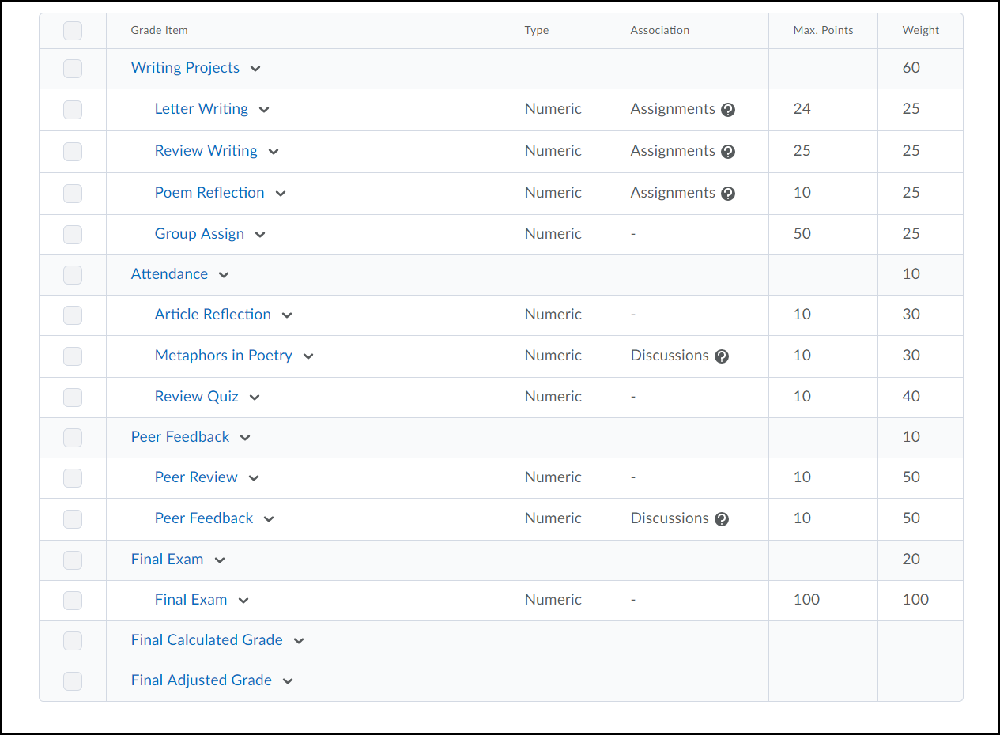 Grade Item Type Association Max. Points Weight
Writing Projects 60
Letter Writing Numeric Assignments ? 24 25
Review Writing Numeric Assignments ? 25 25
Poem Reflection Numeric Assignments ? 10 25
Group Assign Numeric - 50 25
Attendance 10
Article Reflection Numeric - 10 30
Metaphors in Poetry Numeric Discussions ? 10 30
Review Quiz Numeric - 10 40
Peer Feedback 10
Peer Review Numeric - 10 50
Peer Feedback Numeric Discussions ? 10 50
Final Exam 20
Final Exam Numeric - 100 100
Final Calculated Grade
Final Adjusted Grade